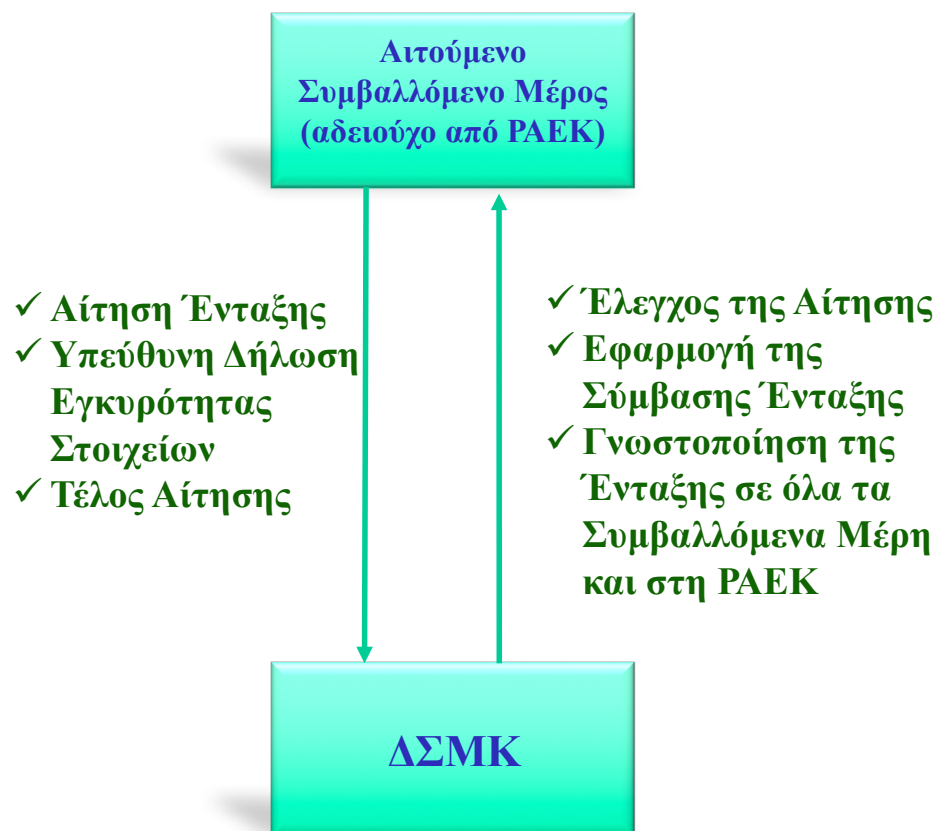 Αιτούμενο
Συμβαλλόμενο Μέρος
(αδειούχο από ΡΑΕΚ)
✓ Αίτηση Ένταξης
✓ Υπεύθυνη Δήλωση
Εγκυρότητας
Στοιχείων
✓ Τέλος Αίτησης
✓ Έλεγχος της Αίτησης
✓ Εφαρμογή της
Σύμβασης Ένταξης
✓ Γνωστοποίηση της
Ένταξης σε όλα τα
Συμβαλλόμενα Μέρη
και στη ΡΑΕΚ
ΔΣΜΚ